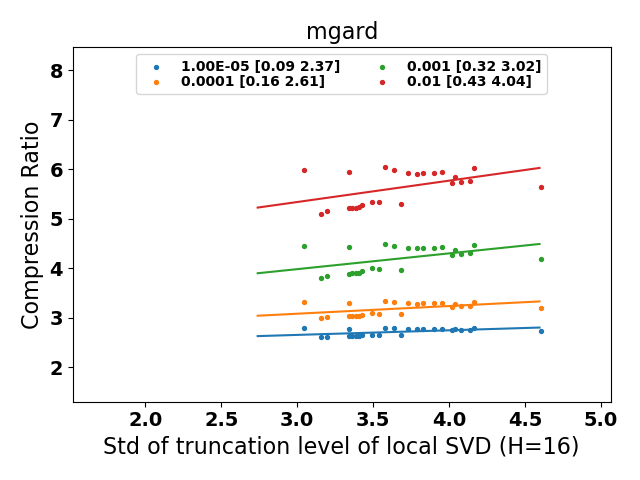 mgard
1.00E-05 [0.09 2.37]
0.0001 [0.16 2.61]
0.001 [0.32 3.02]
0.01 [0.43 4.04]
Compression Ratio
8
7
6
5
4
3
2
2.0 2.5 3.0 3.5 4.0 4.5 5.0
Std of truncation level of local SVD (H=16)